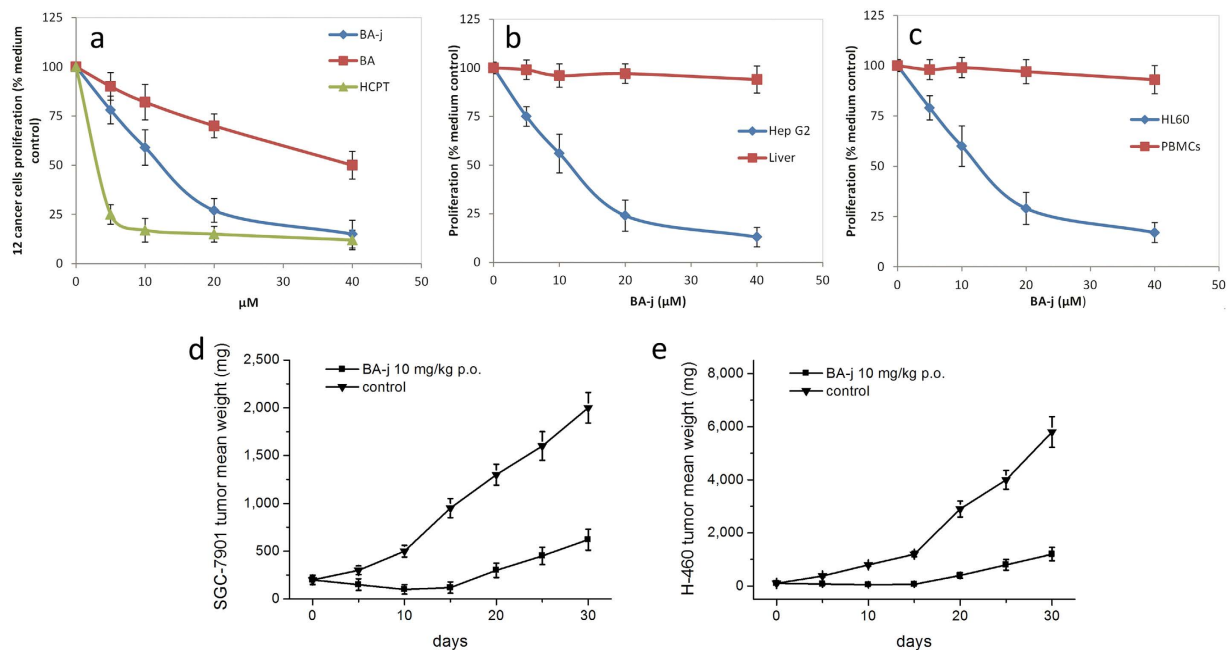 a
12 cancer cells proliferation (% medium
control)
125
100
75
50
25
0
0 10 20 30 40 50
µM
BA-j
BA
HCPT
b
Proliferation (% medium control)
125
100
75
50
25
0
0 10 20 30 40 50
BA-j (µM)
Hep G2
Liver
c
Proliferation (% medium control)
125
100
75
50
25
0
0 10 20 30 40 50
BA-j (µM)
HL60
PBMCs
d
SGC-7901 tumor mean weight (mg)
2,500
2,000
1,500
1,000
500
0
0 10 20 30
days
BA-j 10 mg/kg p.o.
control
e
H-460 tumor mean weight (mg)
8,000
6,000
4,000
2,000
0
0 10 20 30
days
BA-j 10 mg/kg p.o.
control